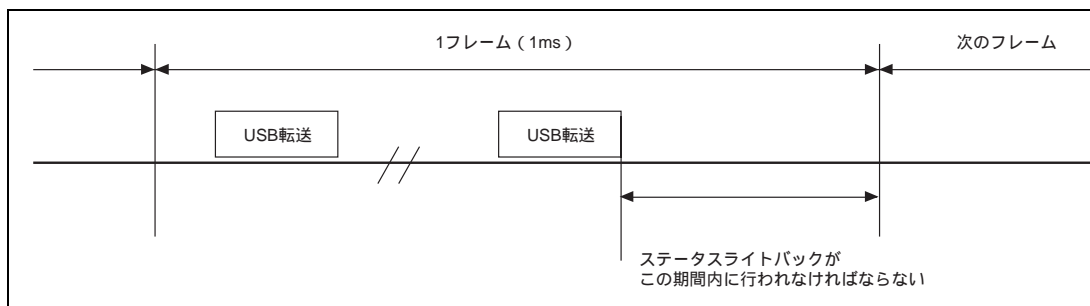 1フレーム（1ms）
次のフレーム
USB転送
USB転送
ステータスライトバックが
この期間内に行われなければならない